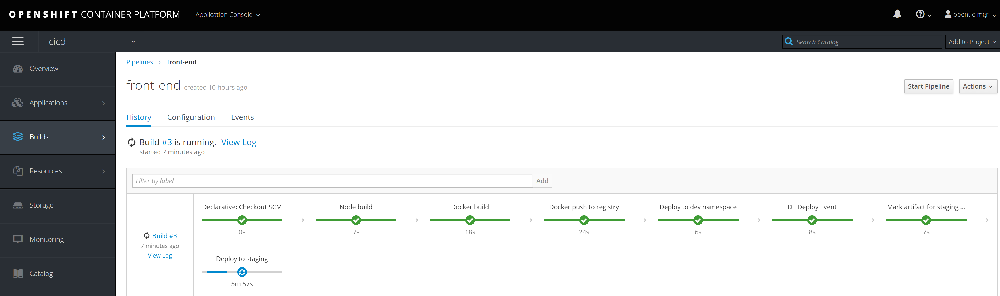 OPENSHIFT CONTAINER PLATFORM
Application Console
opentlc-mgr
cicd
Search Catalog
Add to Project
Overview
Applications
Builds
Resources
Storage
Monitoring
Catalog
Pipelines > front-end
front-end created 10 hours ago
Start Pipeline
Actions
History Configuration Events
Build #3 is running. View Log
started 7 minutes ago
Filter by label
Add
Build #3
7 minutes ago
View Log
Declarative: Checkout SCM
0s
Node build
7s
Docker build
18s
Docker push to registry
24s
Deploy to dev namespace
6s
DT Deploy Event
8s
Mark artifact for staging ...
7s
Deploy to staging
5m 57s